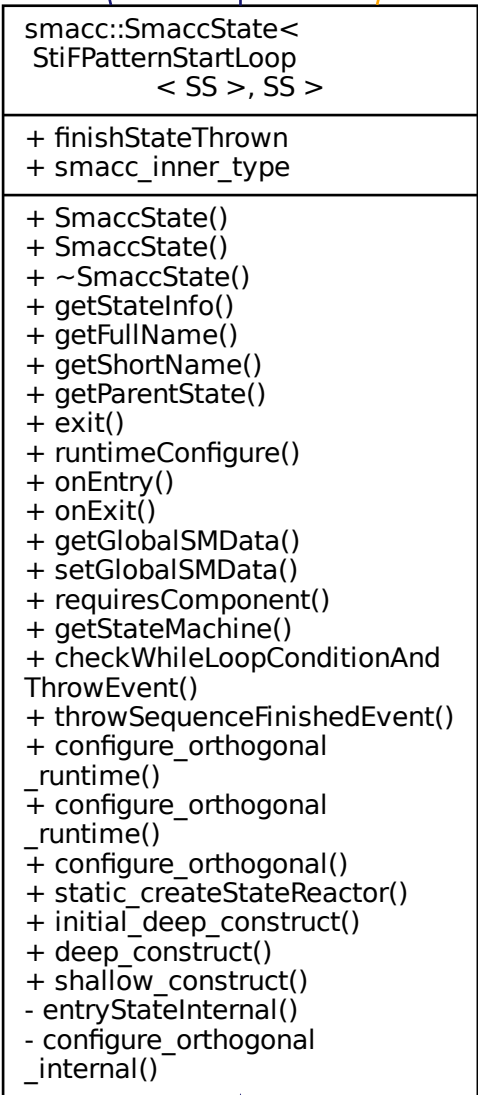 smacc::SmaccState<
StiFPatternStartLoop
< SS >, SS >
+ finishStateThrown
+ smacc_inner_type
+ SmaccState()
+ SmaccState()
+ ~SmaccState()
+ getStateInfo()
+ getFullName()
+ getShortName()
+ getParentState()
+ exit()
+ runtimeConfigure()
+ onEntry()
+ onExit()
+ getGlobalSMData()
+ setGlobalSMData()
+ requiresComponent()
+ getStateMachine()
+ checkWhileLoopConditionAnd
ThrowEvent()
+ throwSequenceFinishedEvent()
+ configure_orthogonal
_runtime()
+ configure_orthogonal
_runtime()
+ configure_orthogonal()
+ static_createStateReactor()
+ initial_deep_construct()
+ deep_construct()
+ shallow_construct()
- entryStateInternal()
- configure_orthogonal
_internal()